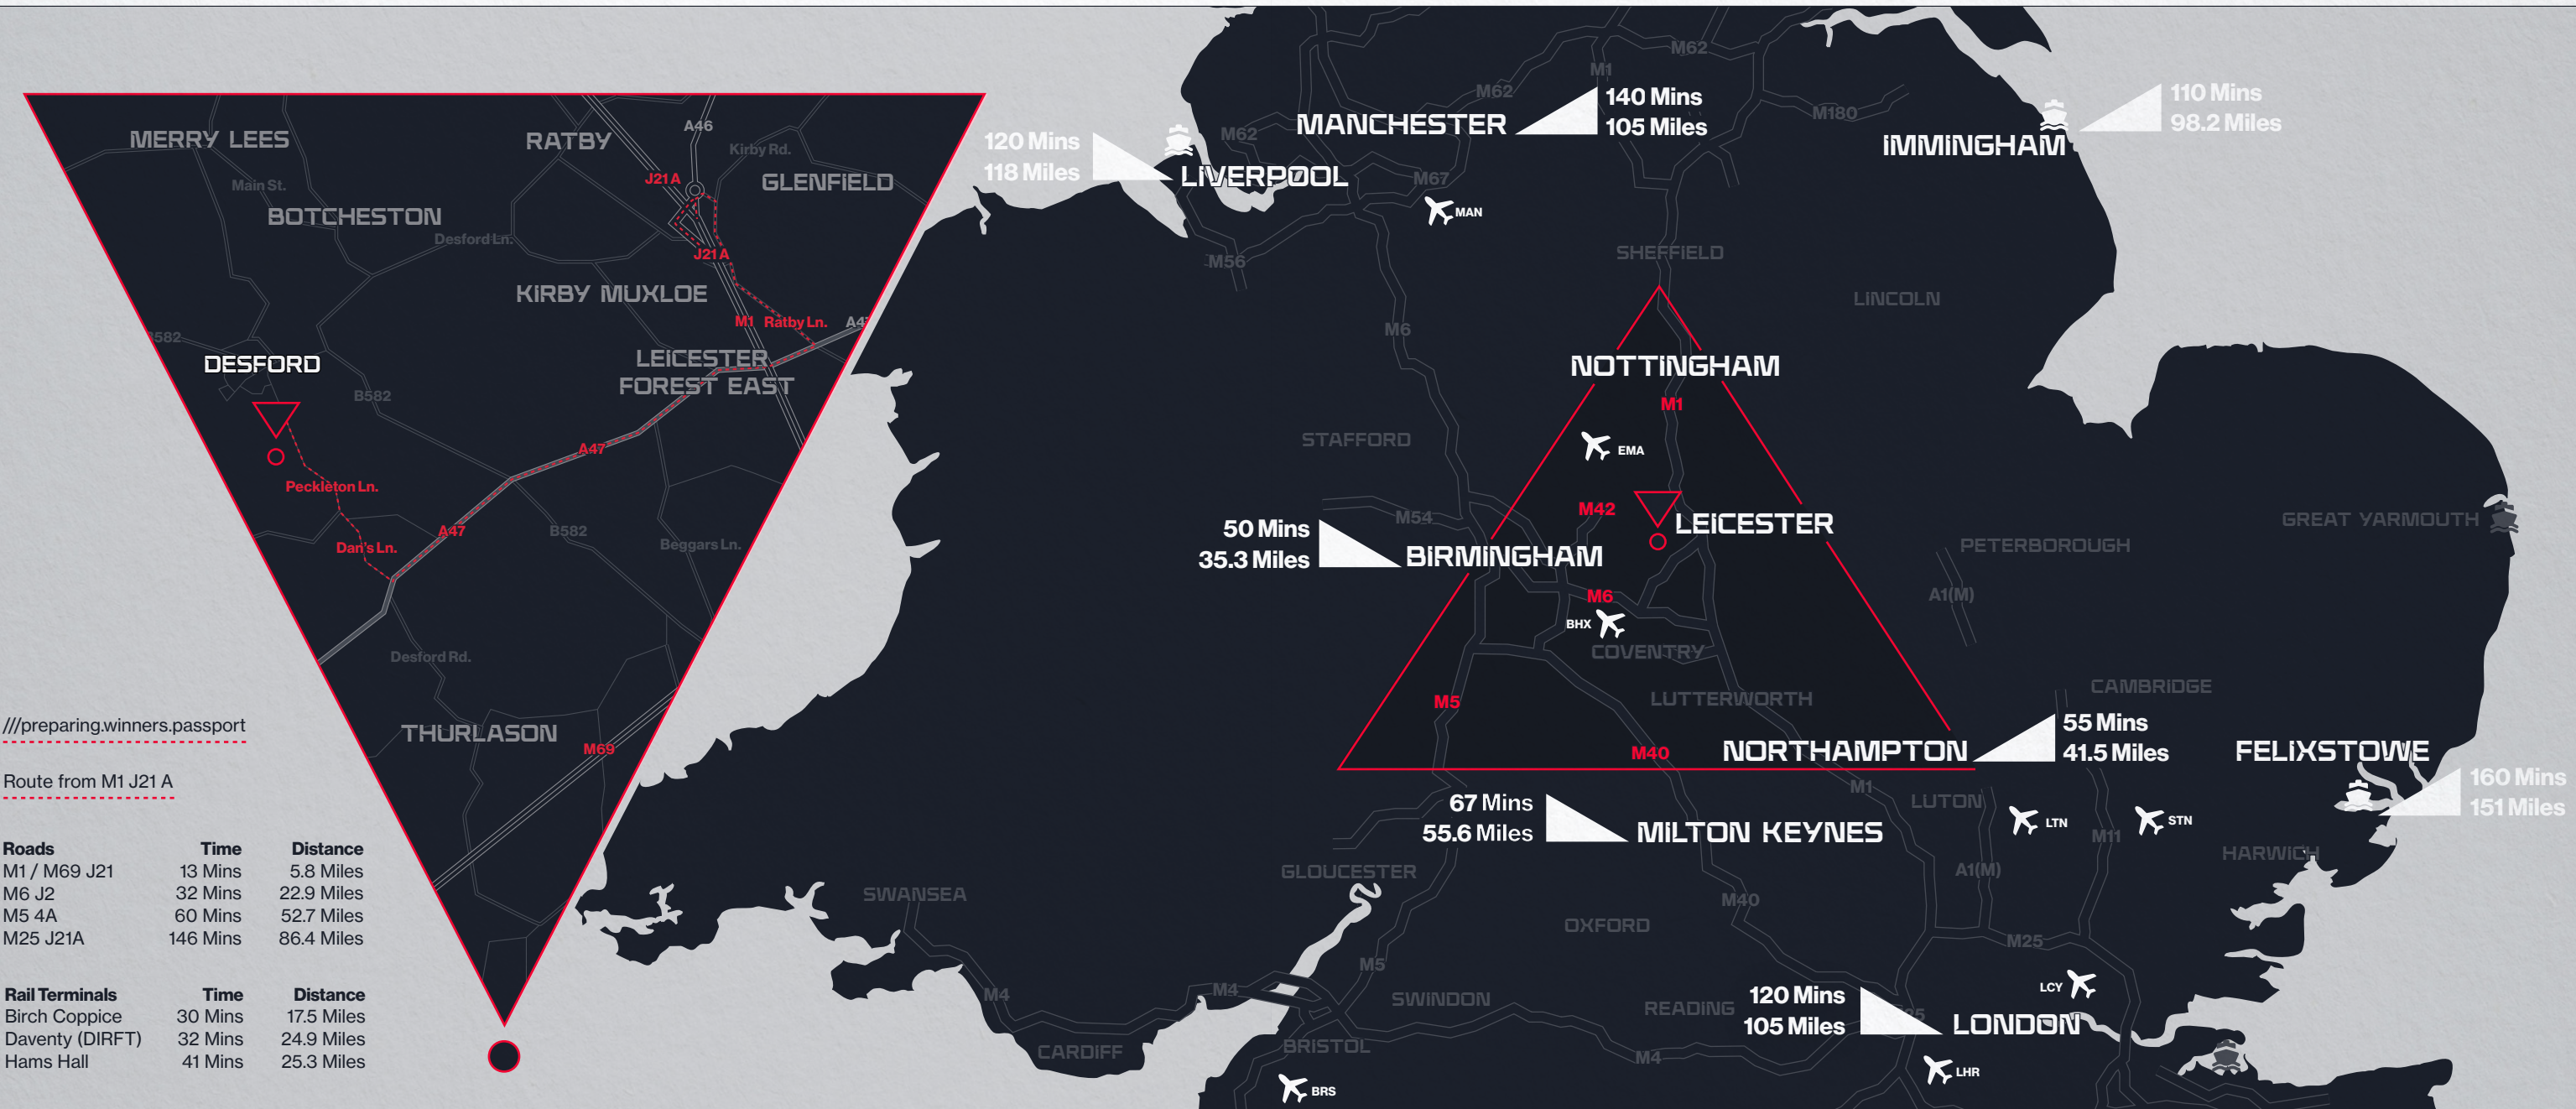 MERRY LEES
RATBY
A46
Kirby Rd.
GLENFIELD
Main St.
J21A
BOTCHESTON
Desford Ln.
J21A
KIRBY MUXLOE
M1
Ratby Ln.
A47
B582
DESFORD
LEICESTER
FOREST EAST
B582
A47
Peckleton Ln.
A47
Dan's Ln.
B582
Beggars Ln.
Desford Rd.
THURLASON
M69
///preparing.winners.passport
Route from M1 J21 A
Roads Time Distance
M1 / M69 J21 13 Mins 5.8 Miles
M6 J2 32 Mins 22.9 Miles
M5 4A 60 Mins 52.7 Miles
M25 J21A 146 Mins 86.4 Miles
Rail Terminals Time Distance
Birch Coppice 30 Mins 17.5 Miles
Daventy (DIRFT) 32 Mins 24.9 Miles
Hams Hall 41 Mins 25.3 Miles
M62
M1
M62
MANCHESTER
140 Mins
105 Miles
M180
110 Mins
98.2 Miles
IMMINGHAM
120 Mins
118 Miles
M62
LIVERPOOL
M67
MAN
M56
SHEFFIELD
LINCOLN
M6
NOTTINGHAM
M1
STAFFORD
EMA
M42
M54
LEICESTER
50 Mins
35.3 Miles
BIRMINGHAM
GREAT YARMOUTH
PETERBOROUGH
A1(M)
M6
BHX
COVENTRY
LUTTERWORTH
CAMBRIDGE
M5
M40
NORTHAMPTON
55 Mins
41.5 Miles
FELIXSTOWE
160 Mins
151 Miles
M1
LUTON
67 Mins
55.6 Miles
MILTON KEYNES
LTN
STN
M11
HARWICH
GLOUCESTER
A1(M)
SWANSEA
M40
OXFORD
M25
M5
M4
M4
SWINDON
READING
120 Mins
105 Miles
LCY
LONDON
CARDIFF
BRISTOL
M4
LHR
BRS